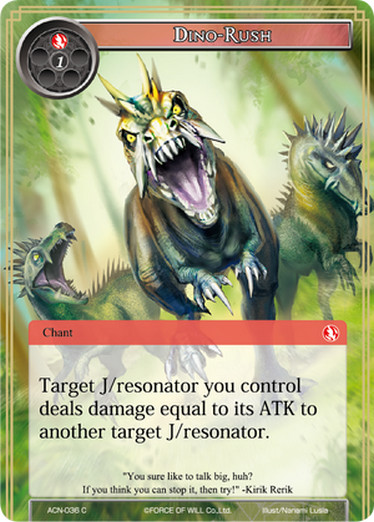 Dino-Rush
1
Chant
Target J/resonator you control
deals damage equal to its ATK to
another target J/resonator.
"You sure like to talk big, huh?
If you think you can stop it, then try!" -Kirik Rerik
ACN-036 C ©FORCE OF WILL Co.,Ltd. Illust/Nanami Lusia